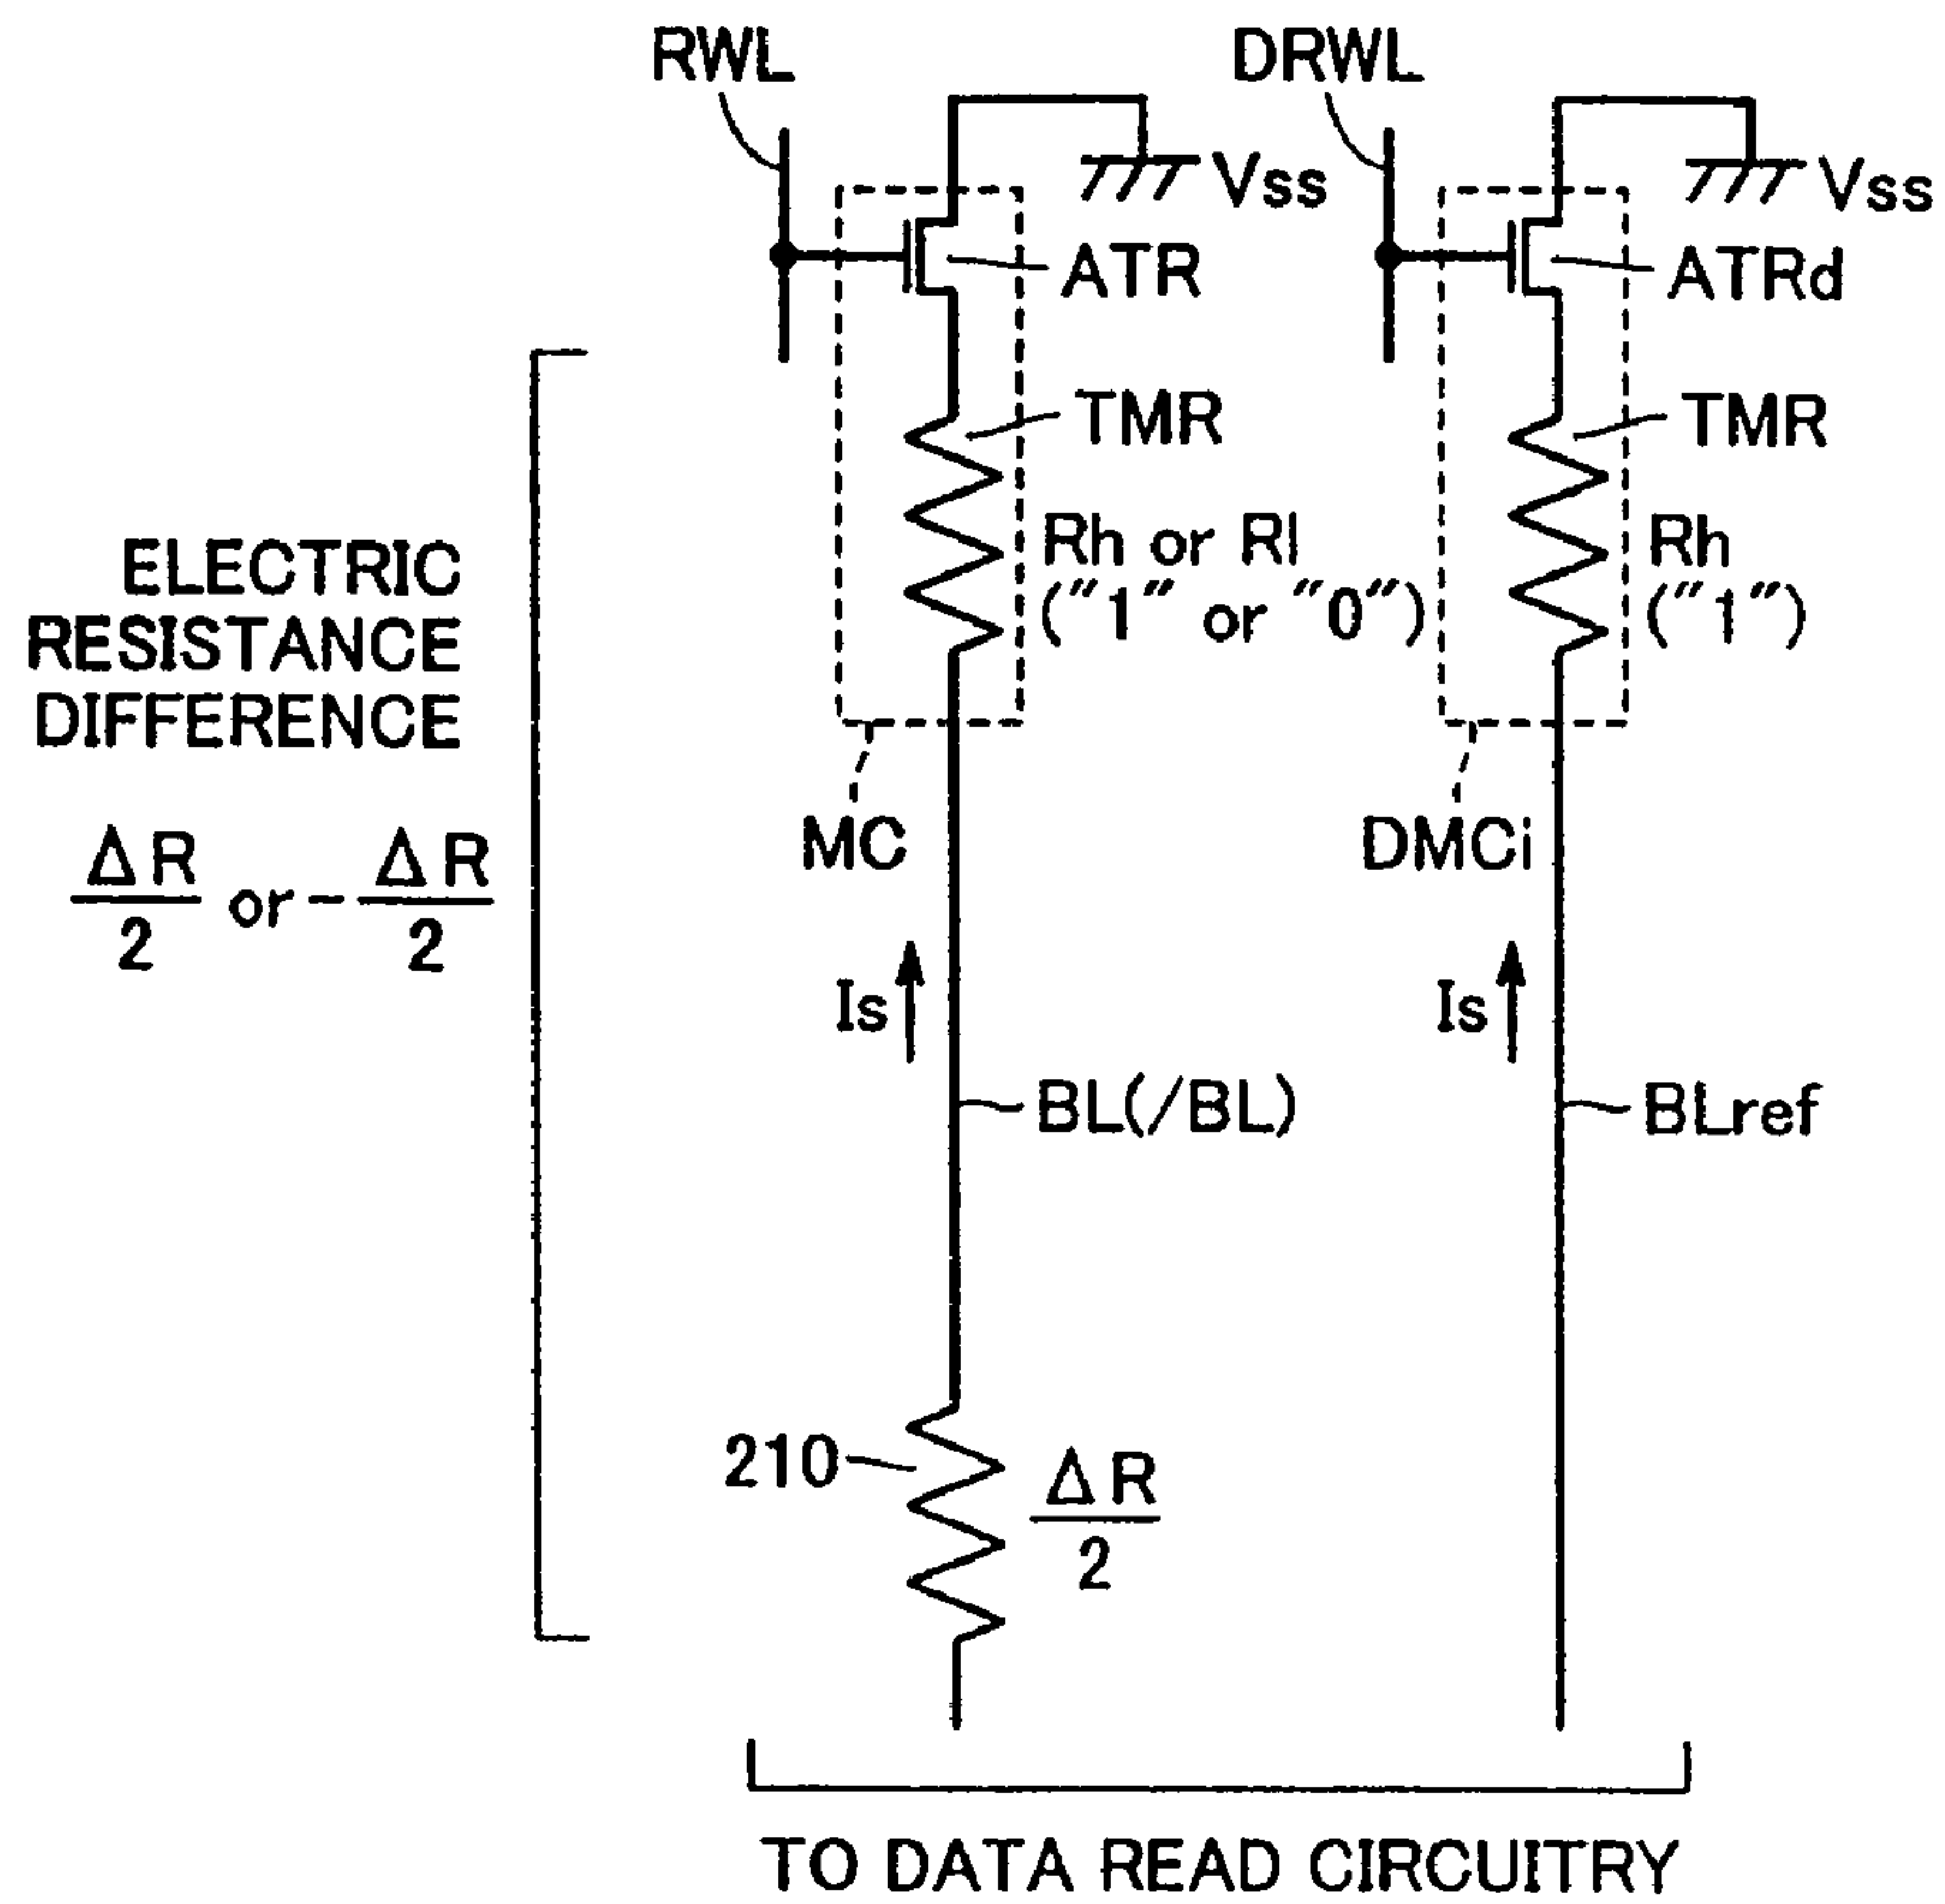 RWL
DRWL
Vss
Vss
ATR
ATRd
TMR
TMR
ELECTRIC
RESISTANCE
DIFFERENCE
ΔR/2 or -ΔR/2
Rh or Rl
("1" or "0")
Rh
("1")
MC
DMCi
Is
Is
BL(/BL)
BLref
210
ΔR/2
TO DATA READ CIRCUITRY